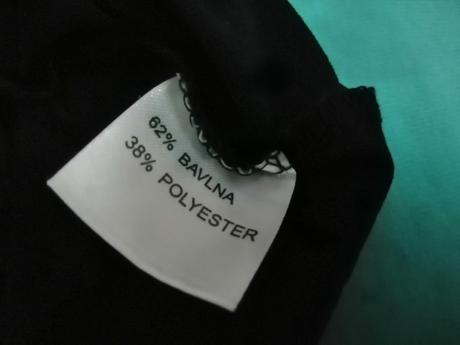 62% BAVLNA
38% POLYESTER